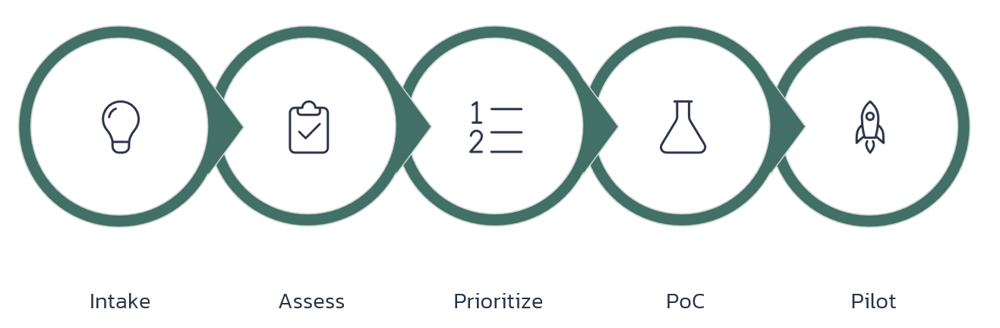 1
2
Intake
Assess
Prioritize
PoC
Pilot